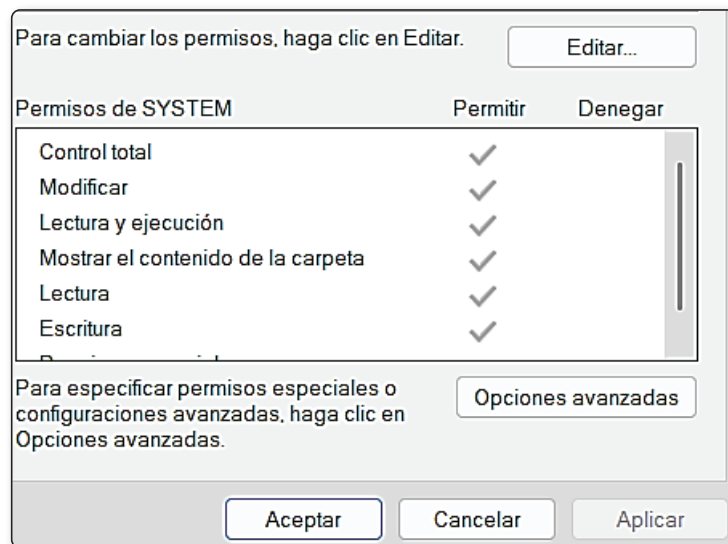 Para cambiar los permisos, haga clic en Editar.
Editar...
Permisos de SYSTEM
Permitir
Denegar
Control total
Modificar
Lectura y ejecución
Mostrar el contenido de la carpeta
Lectura
Escritura
Para especificar permisos especiales o
configuraciones avanzadas, haga clic en
Opciones avanzadas.
Opciones avanzadas
Aceptar
Cancelar
Aplicar